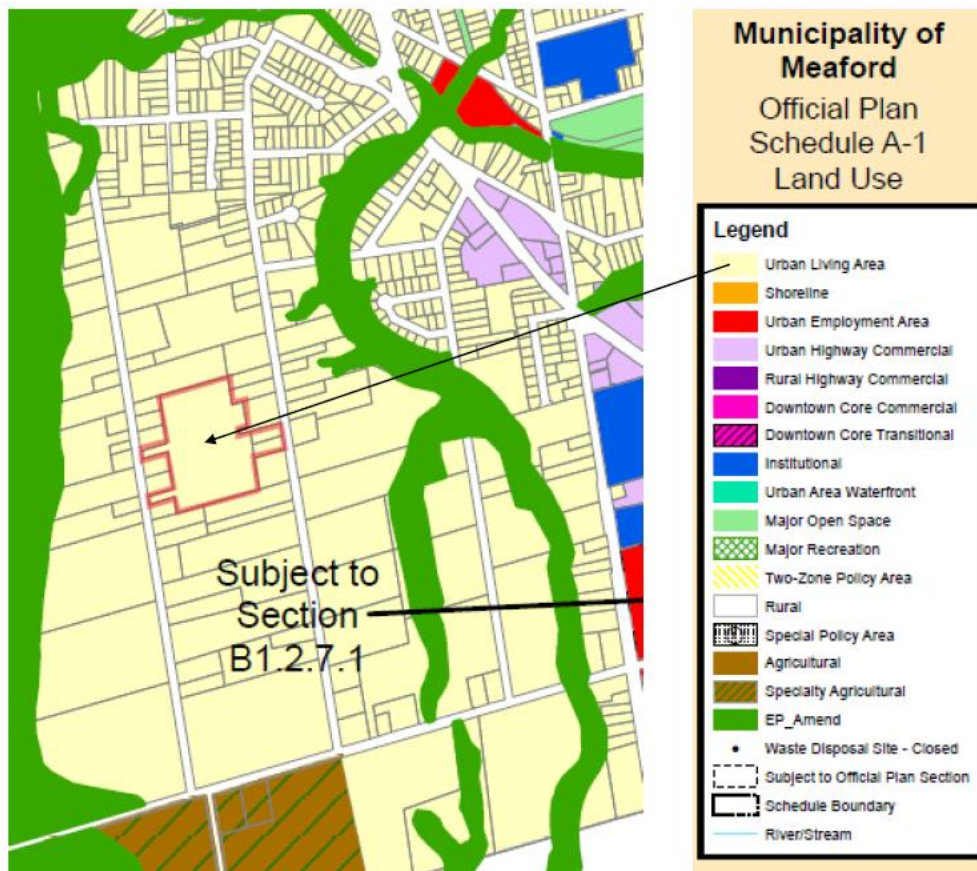 Subject to
Section
B1.2.7.1
Municipality of
Meaford
Official Plan
Schedule A-1
Land Use
Legend
Urban Living Area
Shoreline
Urban Employment Area
Urban Highway Commercial
Rural Highway Commercial
Downtown Core Commercial
Downtown Core Transitional
Institutional
Urban Area Waterfront
Major Open Space
Major Recreation
Two-Zone Policy Area
Rural
Special Policy Area
Agricultural
Specialty Agricultural
EP_Amend
Waste Disposal Site - Closed
Subject to Official Plan Section
Schedule Boundary
River/Stream